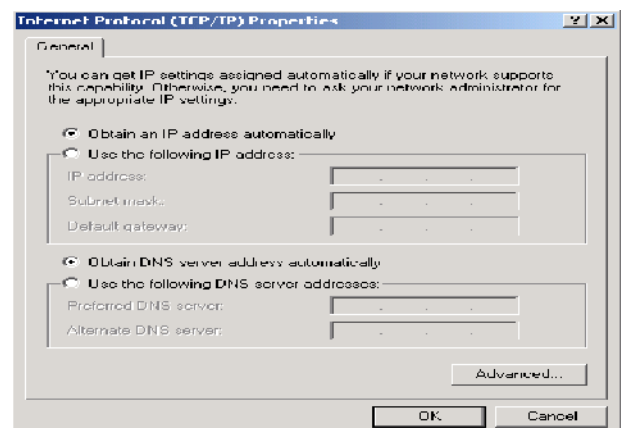 Internet Protocol (TCP/IP) Properties
General
You can get IP settings assigned automatically if your network supports
this capability. Otherwise, you need to ask your network administrator for
the appropriate IP settings.
Obtain an IP address automatically
Use the following IP address:
IP address:
Subnet mask:
Default gateway:
Obtain DNS server address automatically
Use the following DNS server addresses:
Preferred DNS server:
Alternate DNS server:
Advanced...
OK
Cancel